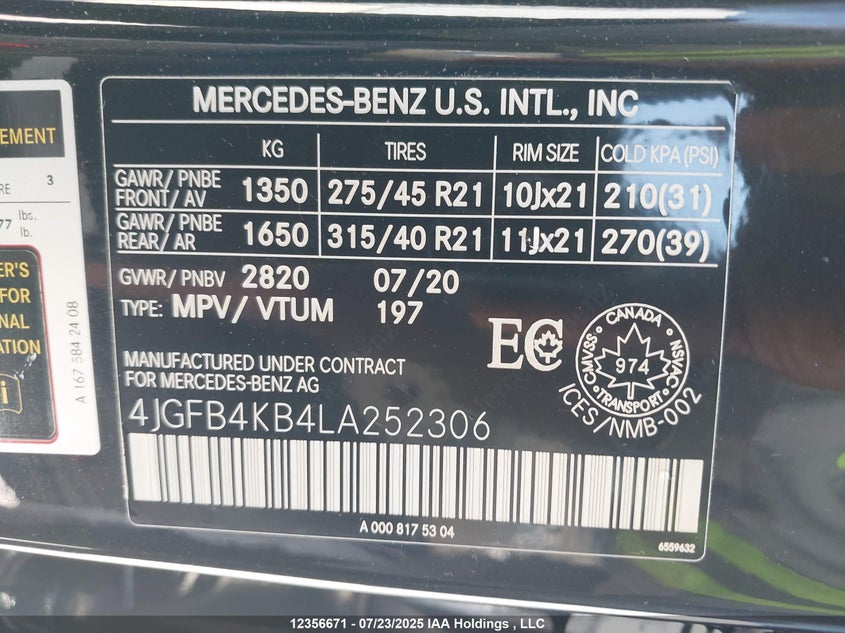 EMENT
RE 3
77 lbs.
lb.
ER'S
FOR
NAL
ATION
i
A 167 584 24 08
MERCEDES-BENZ U.S. INTL., INC
KG TIRES RIM SIZE COLD KPA (PSI)
GAWR/ PNBE
FRONT/ AV 1350 275/45 R21 10Jx21 210(31)
GAWR/ PNBE
REAR/ AR 1650 315/40 R21 11Jx21 270(39)
GVWR/ PNBV 2820 07/20
TYPE: MPV/ VTUM 197
EC
CANADA
CMVSS 974 NSVAC
TRANSPORT
ICES/NMB-002
MANUFACTURED UNDER CONTRACT
FOR MERCEDES-BENZ AG
4JGFB4KB4LA252306
A 000 817 53 04
6559632
12356671 - 07/23/2025 IAA Holdings , LLC